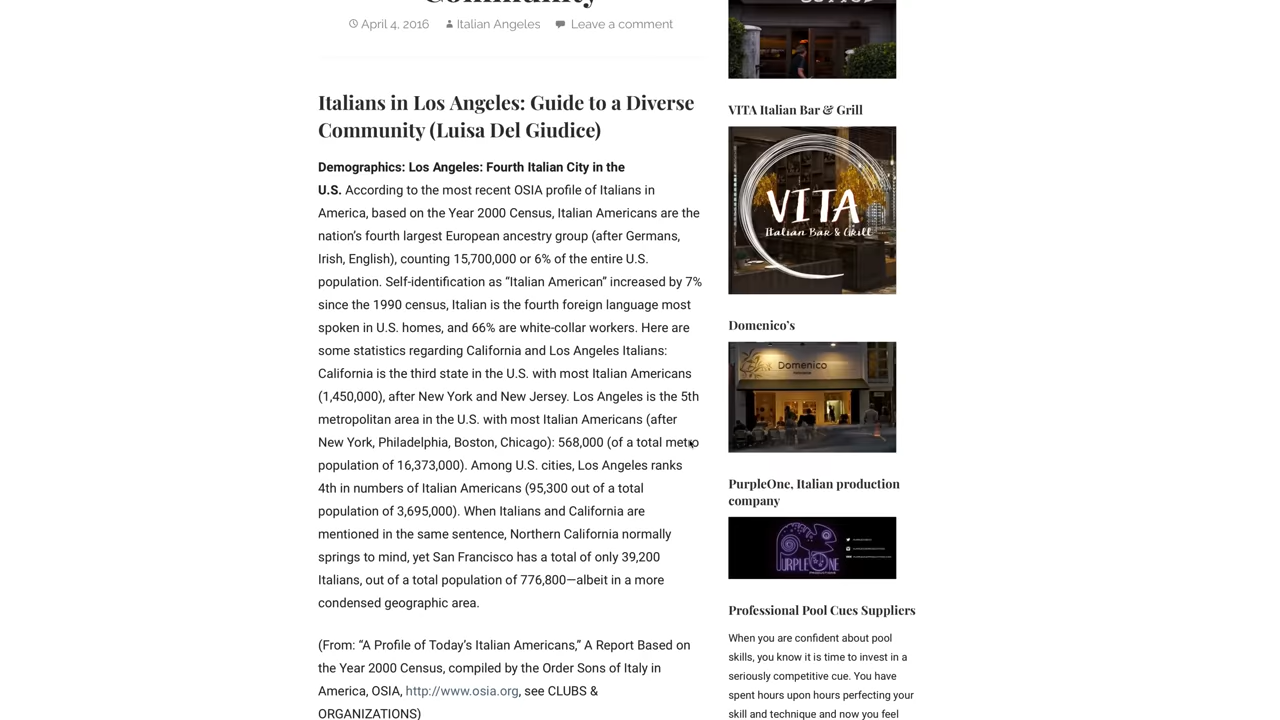 April 4, 2016 Italian Angeles Leave a comment
Italians in Los Angeles: Guide to a Diverse
Community (Luisa Del Giudice)
Demographics: Los Angeles: Fourth Italian City in the
U.S. According to the most recent OSIA profile of Italians in
America, based on the Year 2000 Census, Italian Americans are the
nation’s fourth largest European ancestry group (after Germans,
Irish, English), counting 15,700,000 or 6% of the entire U.S.
population. Self-identification as “Italian American” increased by 7%
since the 1990 census, Italian is the fourth foreign language most
spoken in U.S. homes, and 66% are white-collar workers. Here are
some statistics regarding California and Los Angeles Italians:
California is the third state in the U.S. with most Italian Americans
(1,450,000), after New York and New Jersey. Los Angeles is the 5th
metropolitan area in the U.S. with most Italian Americans (after
New York, Philadelphia, Boston, Chicago): 568,000 (of a total metro
population of 16,373,000). Among U.S. cities, Los Angeles ranks
4th in numbers of Italian Americans (95,300 out of a total
population of 3,695,000). When Italians and California are
mentioned in the same sentence, Northern California normally
springs to mind, yet San Francisco has a total of only 39,200
Italians, out of a total population of 776,800—albeit in a more
condensed geographic area.
(From: “A Profile of Today’s Italian Americans,” A Report Based on
the Year 2000 Census, compiled by the Order Sons of Italy in
America, OSIA, http://www.osia.org, see CLUBS &
ORGANIZATIONS)
VITA Italian Bar & Grill
VITA
Italian Bar & Grill
Domenico’s
Domenico
PurpleOne, Italian production
company
PURPLEONE
PRODUCTIONS
Professional Pool Cues Suppliers
When you are confident about pool
skills, you know it is time to invest in a
seriously competitive cue. You have
spent hours upon hours perfecting your
skill and technique and now you feel